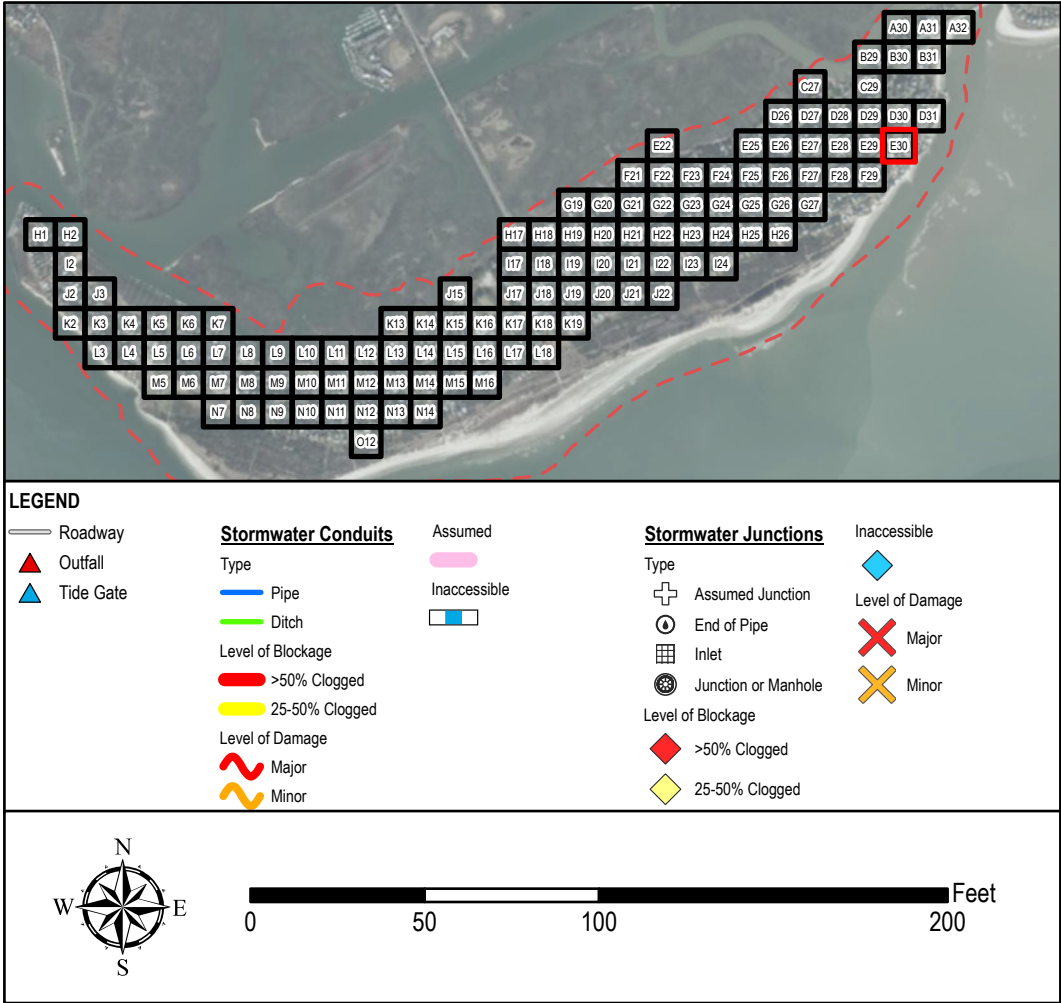 A30 A31 A32
B29 B30 B31
C27 C29
D26 D27 D28 D29 D30 D31
E22 E25 E26 E27 E28 E29 E30
F21 F22 F23 F24 F25 F26 F27 F28 F29
G19 G20 G21 G22 G23 G24 G25 G26 G27
H1 H2 H17 H18 H19 H20 H21 H22 H23 H24 H25 H26
I2 I17 I18 I19 I20 I21 I22 I23 I24
J2 J3 J15 J17 J18 J19 J20 J21 J22
K2 K3 K4 K5 K6 K7 K13 K14 K15 K16 K17 K18 K19
L3 L4 L5 L6 L7 L8 L9 L10 L11 L12 L13 L14 L15 L16 L17 L18
M5 M6 M7 M8 M9 M10 M11 M12 M13 M14 M15 M16
N7 N8 N9 N10 N11 N12 N13 N14
O12
LEGEND
Roadway
Outfall
Tide Gate
Stormwater Conduits
Type
Pipe
Ditch
Level of Blockage
>50% Clogged
25-50% Clogged
Level of Damage
Major
Minor
Assumed
Inaccessible
Stormwater Junctions
Type
Assumed Junction
End of Pipe
Inlet
Junction or Manhole
Level of Blockage
>50% Clogged
25-50% Clogged
Inaccessible
Level of Damage
Major
Minor
N
W E
S
Feet
0 50 100 200